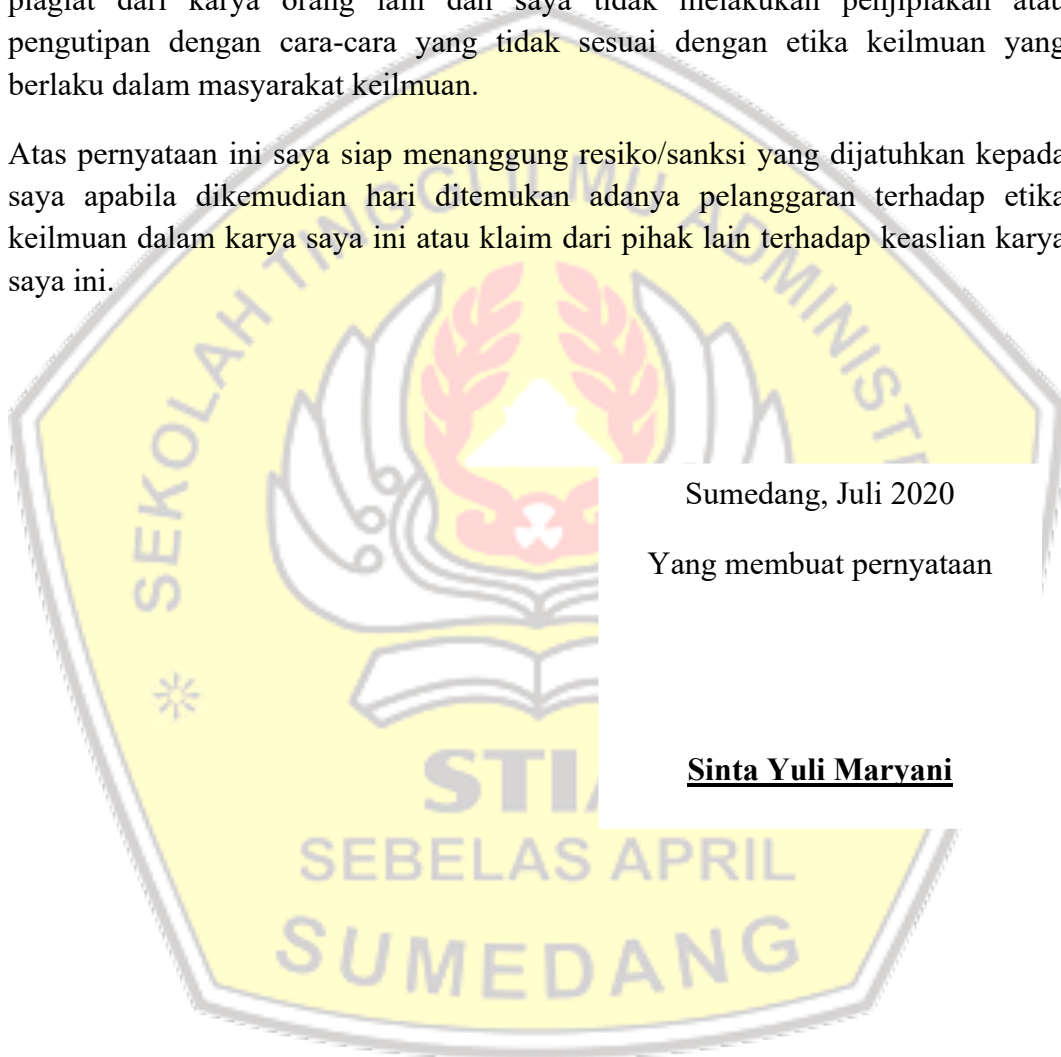 plagiat dari karya orang lain dan saya tidak melakukan penjiplakan atau
pengutipan dengan cara-cara yang tidak sesuai dengan etika keilmuan yang
berlaku dalam masyarakat keilmuan.
Atas pernyataan ini saya siap menanggung resiko/sanksi yang dijatuhkan kepada
saya apabila dikemudian hari ditemukan adanya pelanggaran terhadap etika
keilmuan dalam karya saya ini atau klaim dari pihak lain terhadap keaslian karya
saya ini.
SEKOLAH TINGGI ILMU ADMINIST
Sumedang, Juli 2020
Yang membuat pernyataan
Sinta Yuli Maryani
STI
SEBELAS APRIL
SUMEDANG